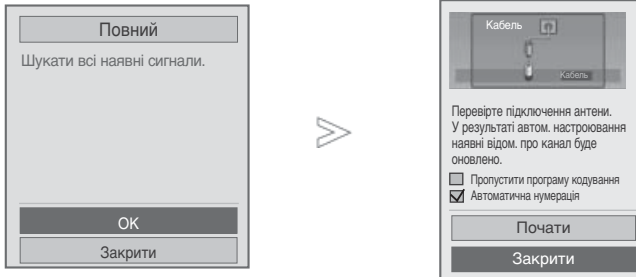 Повний
Шукати всі наявні сигнали.
ОК
Закрити
Кабель
Кабель
Перевірте підключення антени.
У результаті автом. настроювання
наявні відом. про канал буде
оновлено.
Пропустити програму кодування
Автоматична нумерація
Почати
Закрити